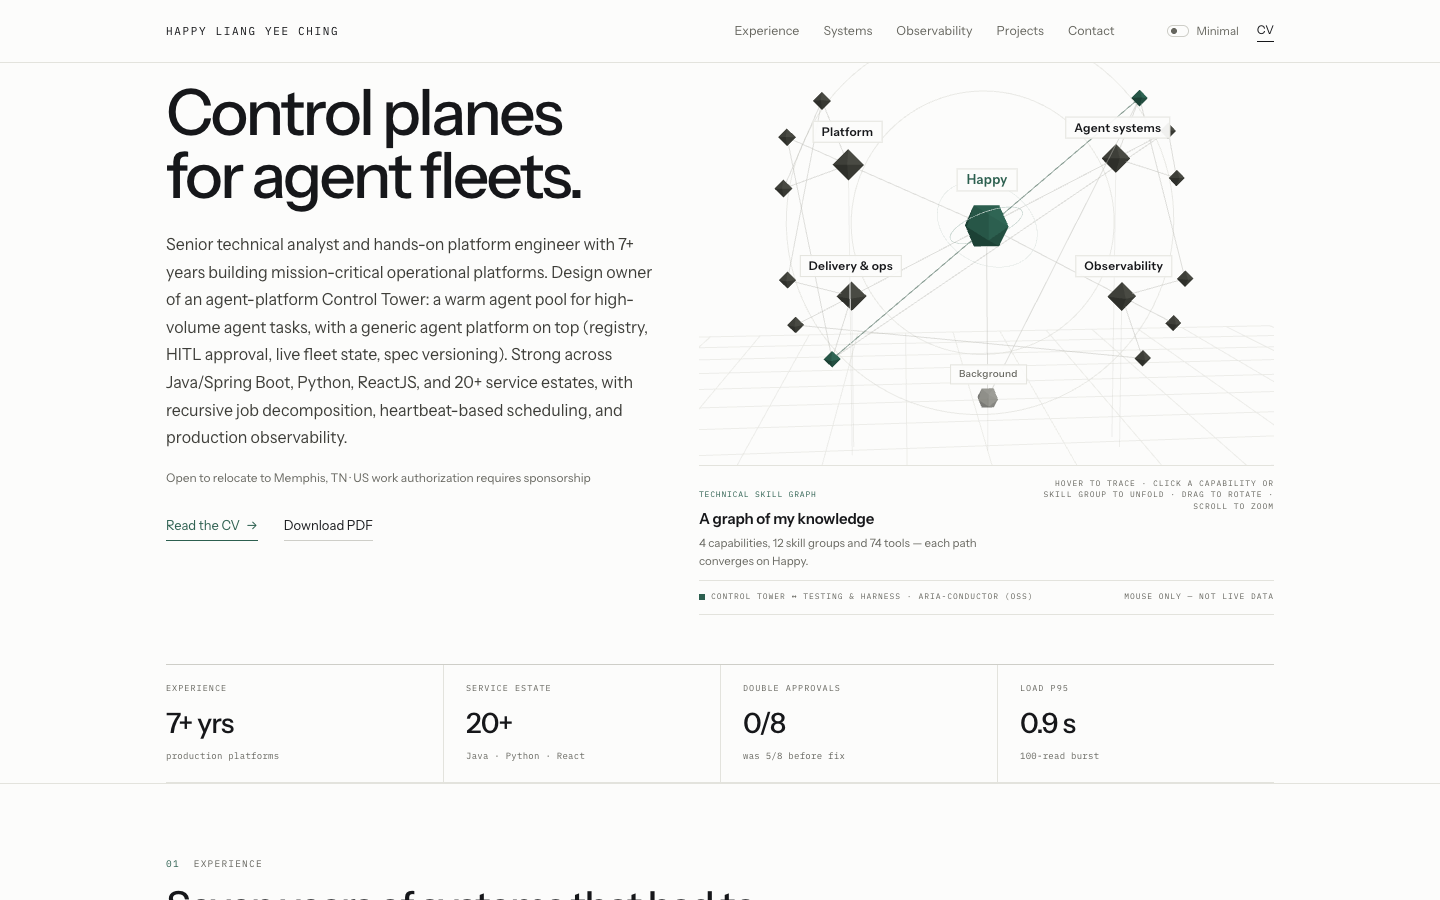 HAPPY LIANG YEE CHING
Experience
Systems
Observability
Projects
Contact
Minimal
CV
Control planes
for agent fleets.
Senior technical analyst and hands-on platform engineer with 7+
years building mission-critical operational platforms. Design owner
of an agent-platform Control Tower: a warm agent pool for high-
volume agent tasks, with a generic agent platform on top (registry,
HITL approval, live fleet state, spec versioning). Strong across
Java/Spring Boot, Python, ReactJS, and 20+ service estates, with
recursive job decomposition, heartbeat-based scheduling, and
production observability.
Open to relocate to Memphis, TN · US work authorization requires sponsorship
Read the CV →
Download PDF
Platform
Agent systems
Happy
Delivery & ops
Observability
Background
TECHNICAL SKILL GRAPH
A graph of my knowledge
4 capabilities, 12 skill groups and 74 tools — each path
converges on Happy.
HOVER TO TRACE · CLICK A CAPABILITY OR
SKILL GROUP TO UNFOLD · DRAG TO ROTATE ·
SCROLL TO ZOOM
CONTROL TOWER ↔ TESTING & HARNESS · ARIA-CONDUCTOR (OSS)
MOUSE ONLY — NOT LIVE DATA
EXPERIENCE
7+ yrs
production platforms
SERVICE ESTATE
20+
Java · Python · React
DOUBLE APPROVALS
0/8
was 5/8 before fix
LOAD P95
0.9 s
100-read burst
01 EXPERIENCE
Seven years of systems that had to